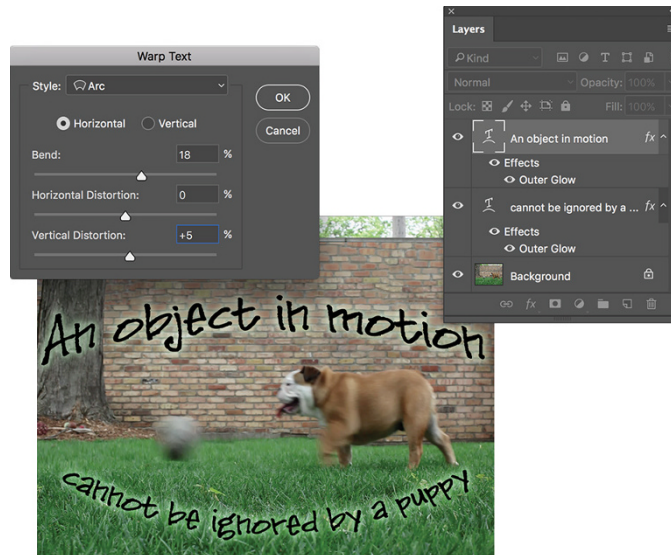 Warp Text
Style: Arc
OK
Horizontal Vertical
Cancel
Bend: 18 %
Horizontal Distortion: 0 %
Vertical Distortion: +5 %
Layers
Kind
Normal Opacity: 100%
Lock: Fill: 100%
An object in motion fx
Effects
Outer Glow
cannot be ignored by a ... fx
Effects
Outer Glow
Background
fx
An object in motion
cannot be ignored by a puppy